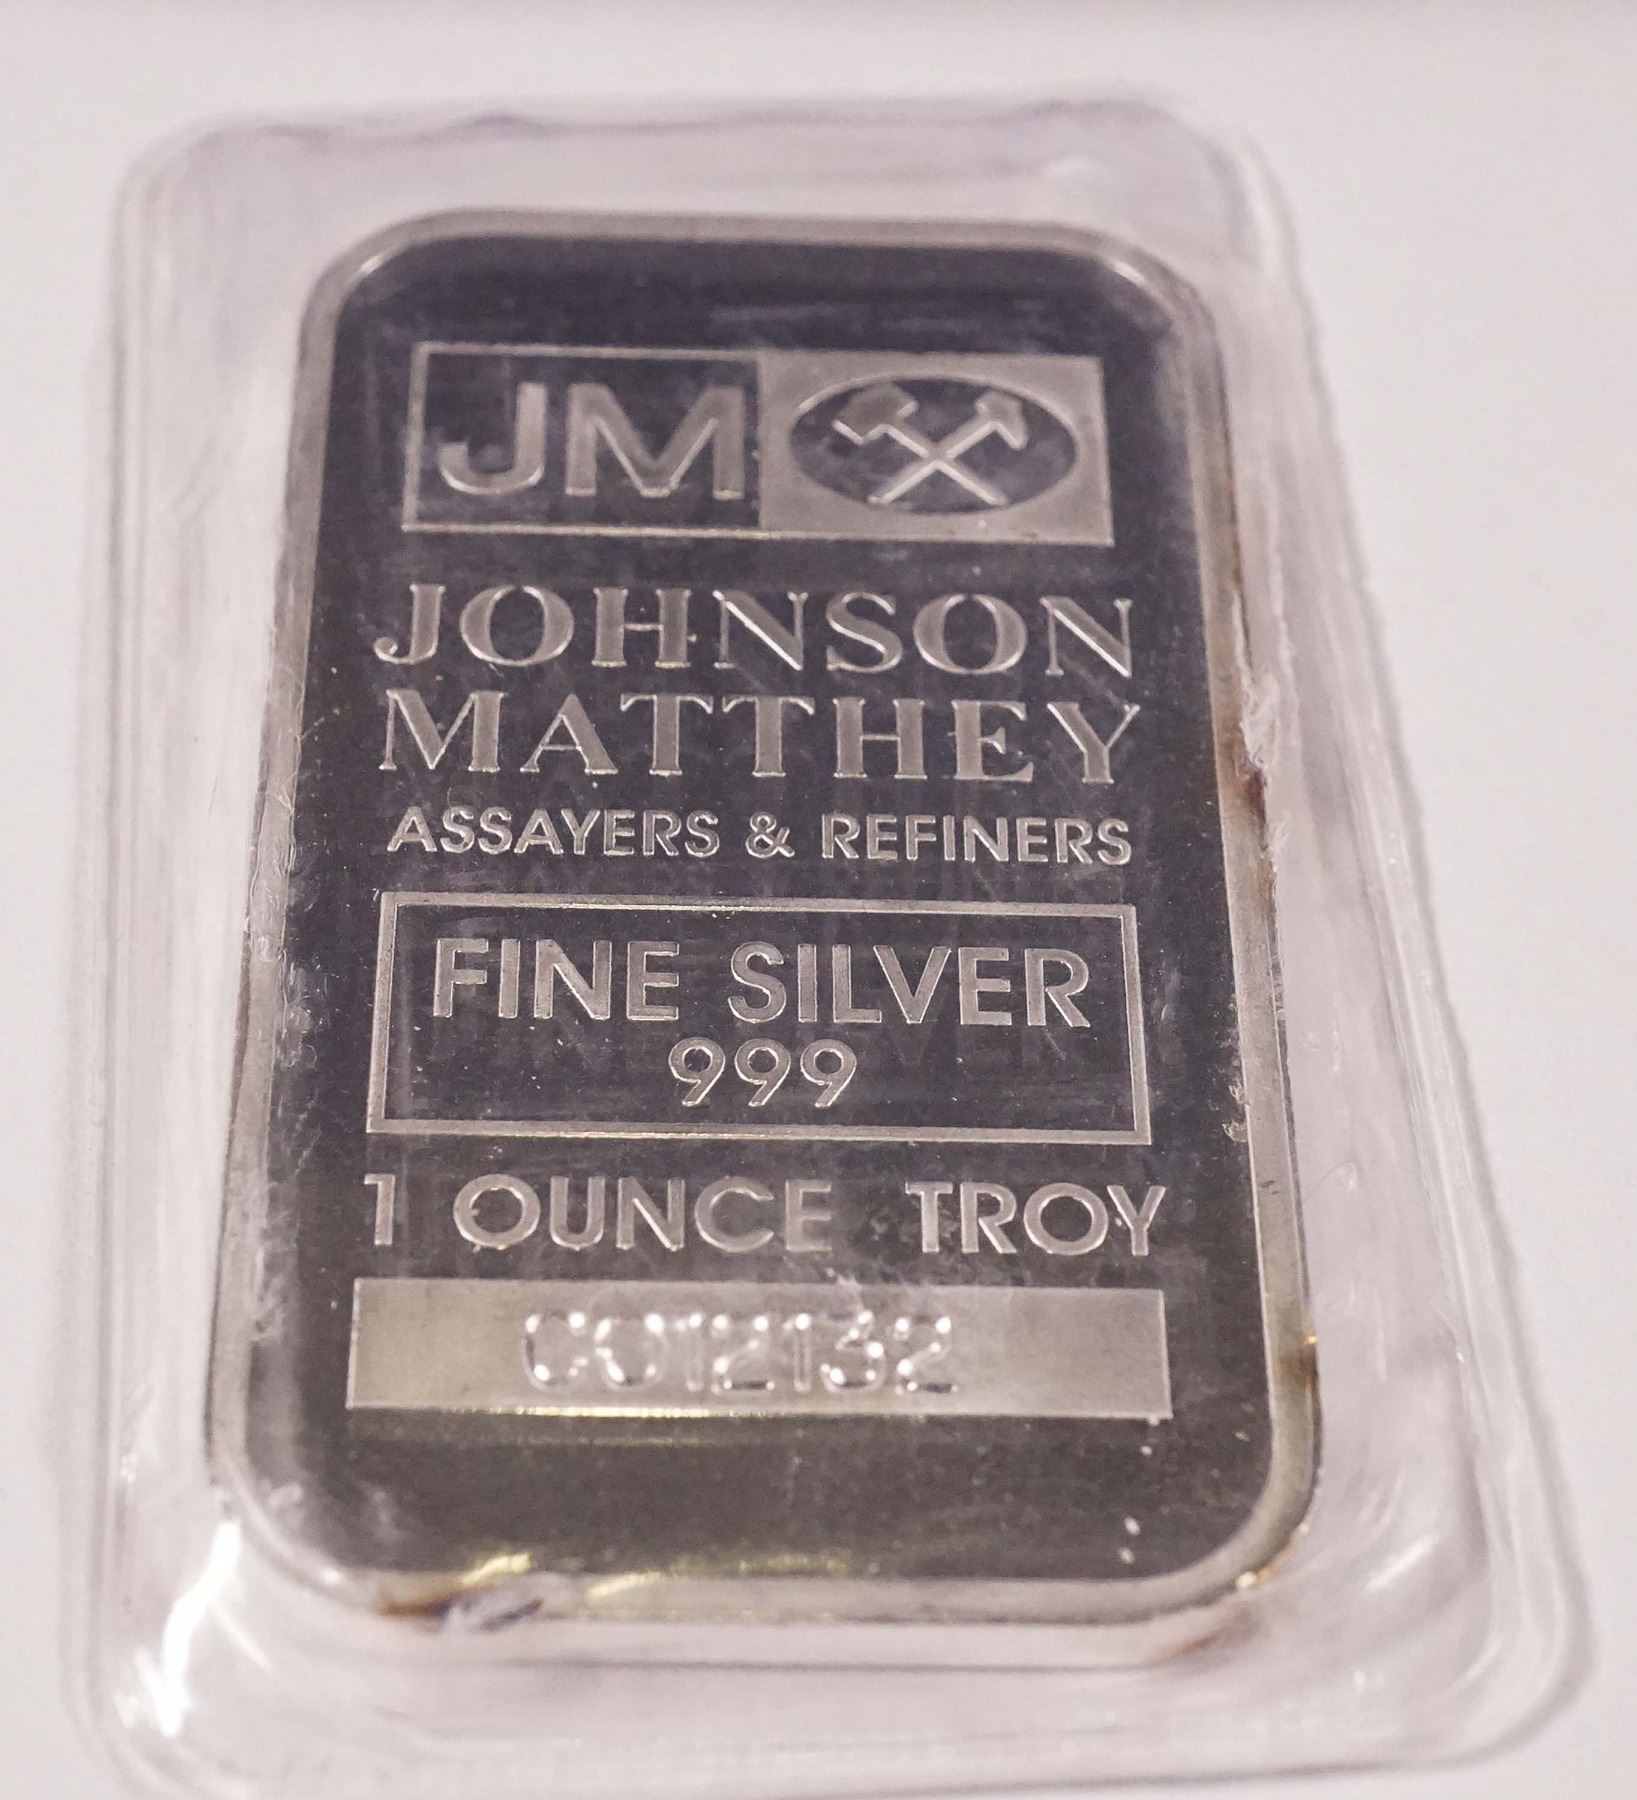 JM
JOHNSON
MATTHEY
ASSAYERS & REFINERS
FINE SILVER
999
1 OUNCE TROY
C012132